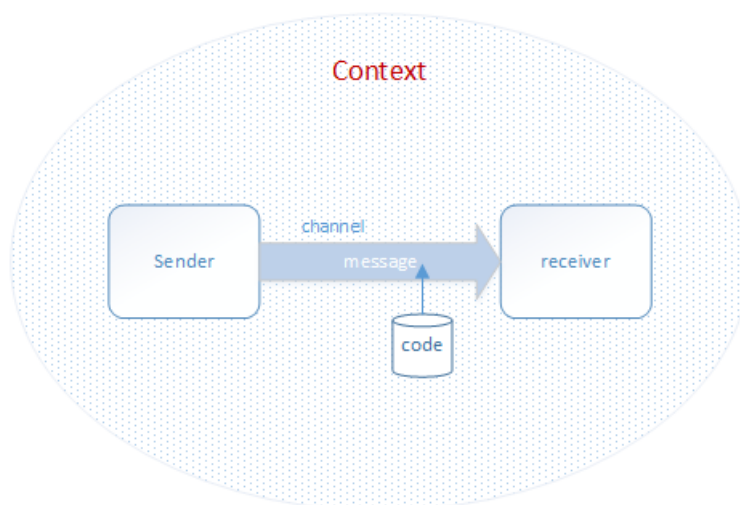 Context
channel
Sender
message
receiver
code